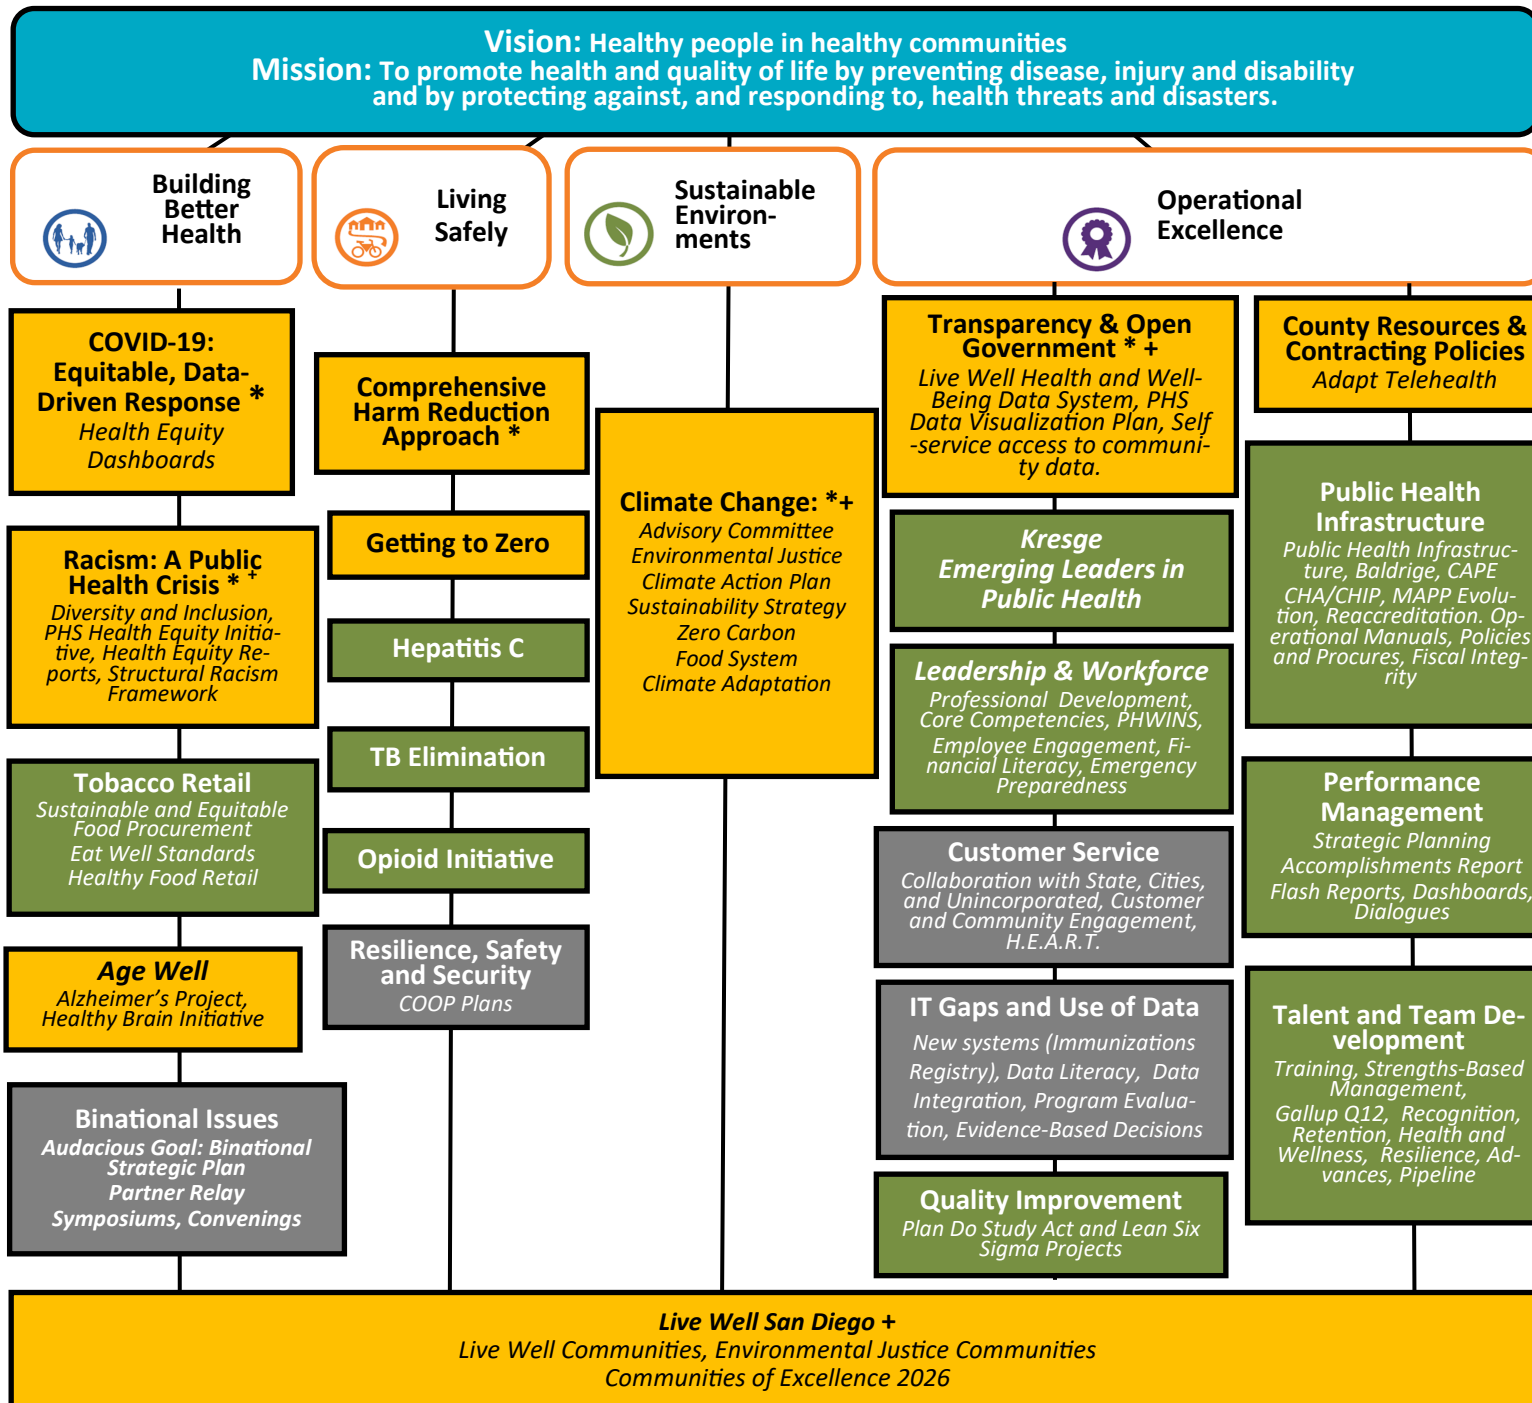 Vision: Healthy people in healthy communities
Mission: To promote health and quality of life by preventing disease, injury and disability
and by protecting against, and responding to, health threats and disasters.
Building
Better
Health
Living
Safely
Sustainable
Environ-
ments
Operational
Excellence
COVID-19:
Equitable, Data-
Driven Response *
Health Equity
Dashboards
Racism: A Public
Health Crisis * +
Diversity and Inclusion,
PHS Health Equity Initia-
tive, Health Equity Re-
ports, Structural Racism
Framework
Tobacco Retail
Sustainable and Equitable
Food Procurement
Eat Well Standards
Healthy Food Retail
Age Well
Alzheimer's Project,
Healthy Brain Initiative
Binational Issues
Audacious Goal: Binational
Strategic Plan
Partner Relay
Symposiums, Convenings
Comprehensive
Harm Reduction
Approach *
Getting to Zero
Hepatitis C
TB Elimination
Opioid Initiative
Resilience, Safety
and Security
COOP Plans
Climate Change: *+
Advisory Committee
Environmental Justice
Climate Action Plan
Sustainability Strategy
Zero Carbon
Food System
Climate Adaptation
Transparency & Open
Government * +
Live Well Health and Well-
Being Data System, PHS
Data Visualization Plan, Self
-service access to communi-
ty data.
Kresge
Emerging Leaders in
Public Health
Leadership & Workforce
Professional  Development,
Core Competencies, PHWINS,
Employee Engagement, Fi-
nancial Literacy, Emergency
Preparedness
Customer Service
Collaboration with State, Cities,
and Unincorporated, Customer
and Community Engagement,
H.E.A.R.T.
IT Gaps and Use of Data
New systems (Immunizations
Registry), Data Literacy,  Data
Integration, Program Evalua-
tion, Evidence-Based Decisions
Quality Improvement
Plan Do Study Act and Lean Six
Sigma Projects
County Resources &
Contracting Policies
Adapt Telehealth
Public Health
Infrastructure
Public Health Infrastruc-
ture, Baldrige, CAPE
CHA/CHIP, MAPP Evolu-
tion, Reaccreditation. Op-
erational Manuals, Policies
and Procures, Fiscal Integ-
rity
Performance
Management
Strategic Planning
Accomplishments Report
Flash Reports, Dashboards,
Dialogues
Talent and Team De-
velopment
Training, Strengths-Based
Management,
Gallup Q12,  Recognition,
Retention, Health and
Wellness,  Resilience, Ad-
vances, Pipeline
Live Well San Diego +
Live Well Communities, Environmental Justice Communities
Communities of Excellence 2026